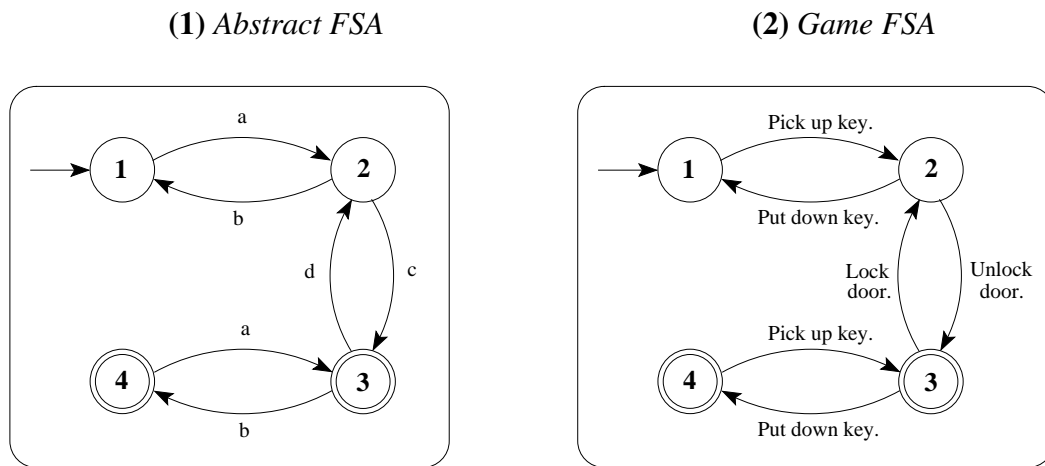 (1) Abstract FSA
a
1
2
b
d
c
a
4
3
b
(2) Game FSA
Pick up key.
1
2
Put down key.
Lock
door.
Unlock
door.
Pick up key.
4
3
Put down key.